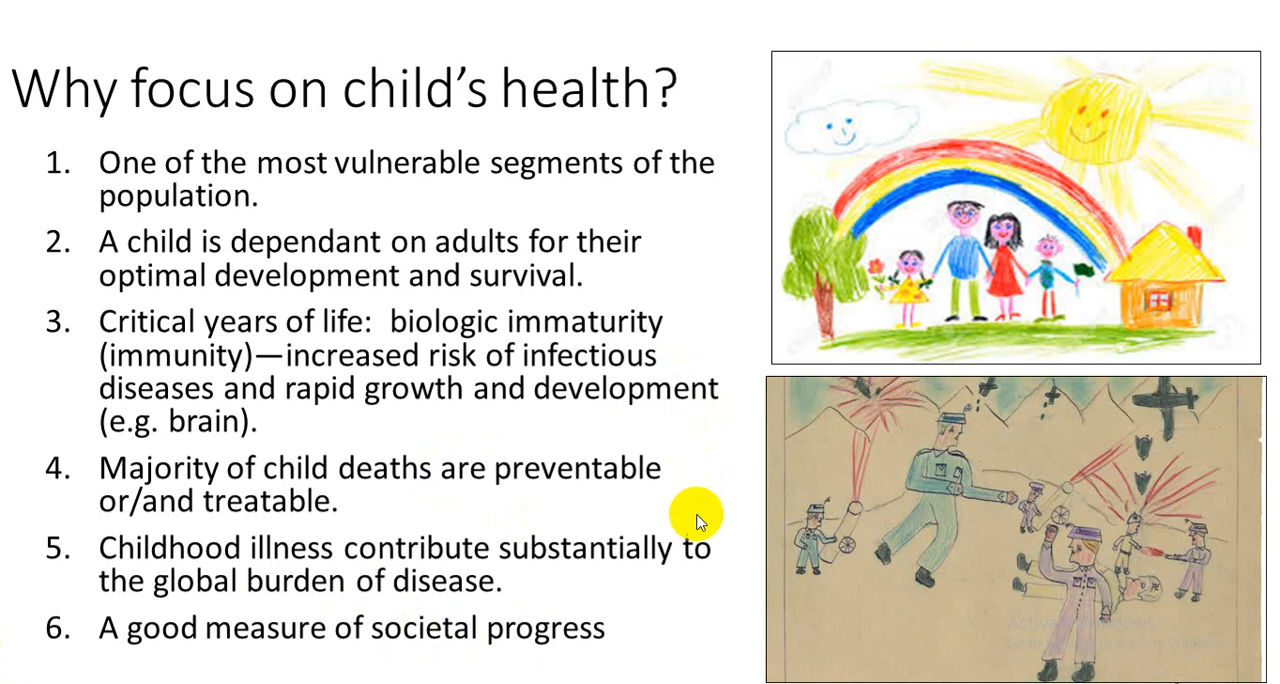 Why focus on child's health?
1. One of the most vulnerable segments of the
population.
2. A child is dependant on adults for their
optimal development and survival.
3. Critical years of life:  biologic immaturity
(immunity)—increased risk of infectious
diseases and rapid growth and development
(e.g. brain).
4. Majority of child deaths are preventable
or/and treatable.
5. Childhood illness contribute substantially to
the global burden of disease.
6. A good measure of societal progress